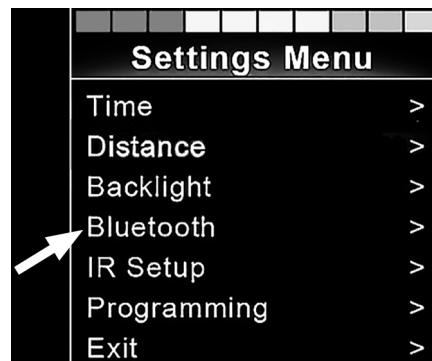 Settings Menu
Time >
Distance >
Backlight >
Bluetooth >
IR Setup >
Programming >
Exit >